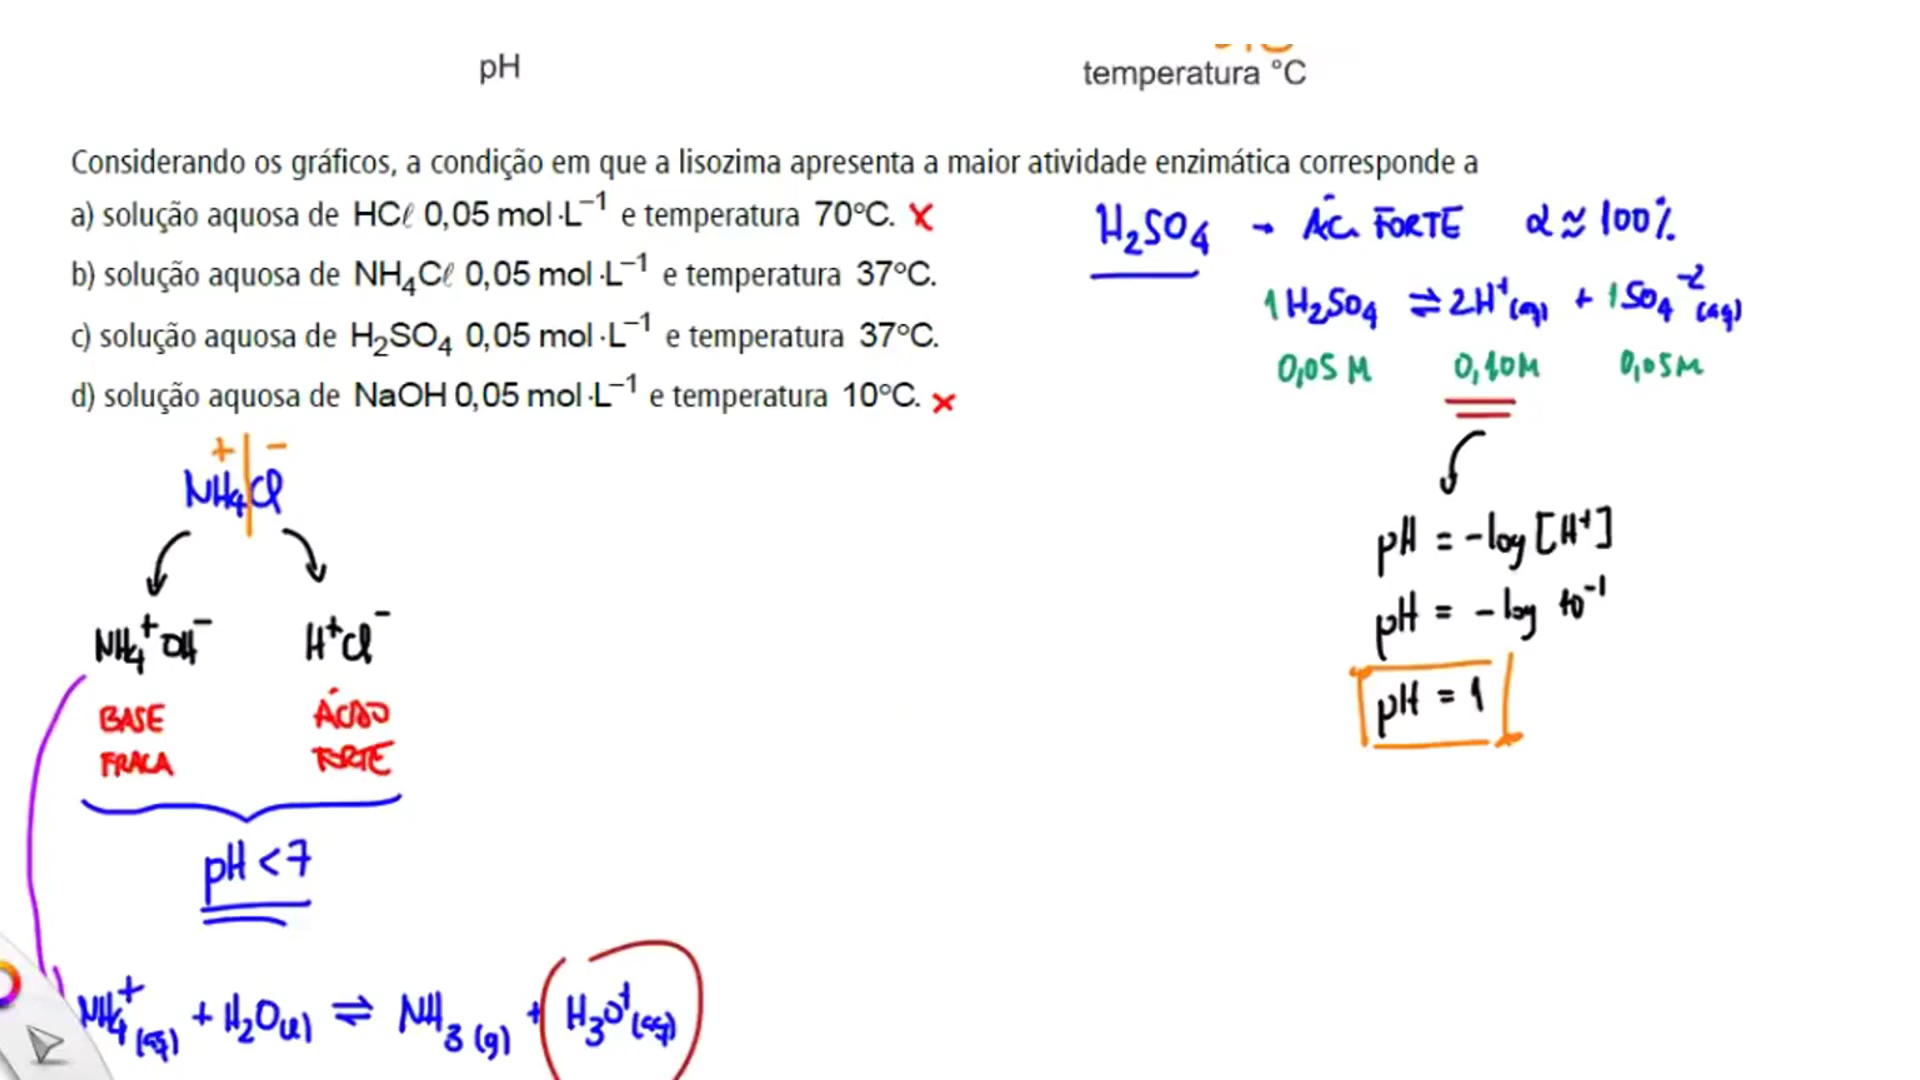 pH
temperatura °C
Considerando os gráficos, a condição em que a lisozima apresenta a maior atividade enzimática corresponde a
a) solução aquosa de HCℓ 0,05 mol·L⁻¹ e temperatura 70°C. X
b) solução aquosa de NH₄Cℓ 0,05 mol·L⁻¹ e temperatura 37°C.
c) solução aquosa de H₂SO₄ 0,05 mol·L⁻¹ e temperatura 37°C.
d) solução aquosa de NaOH 0,05 mol·L⁻¹ e temperatura 10°C. X
H₂SO₄ → ÁC. FORTE α ≈ 100%
1 H₂SO₄ ⇌ 2H⁺(aq) + 1 SO₄⁻²(aq)
0,05 M 0,10 M 0,05 M
pH = -log [H⁺]
pH = -log 10⁻¹
pH = 1
+ | -
NH₄Cl
NH₄⁺OH⁻ H⁺Cl⁻
BASE ÁCIDO
FRACA FORTE
pH < 7
NH₄⁺(aq) + H₂O(l) ⇌ NH₃(g) + H₃O⁺(aq)